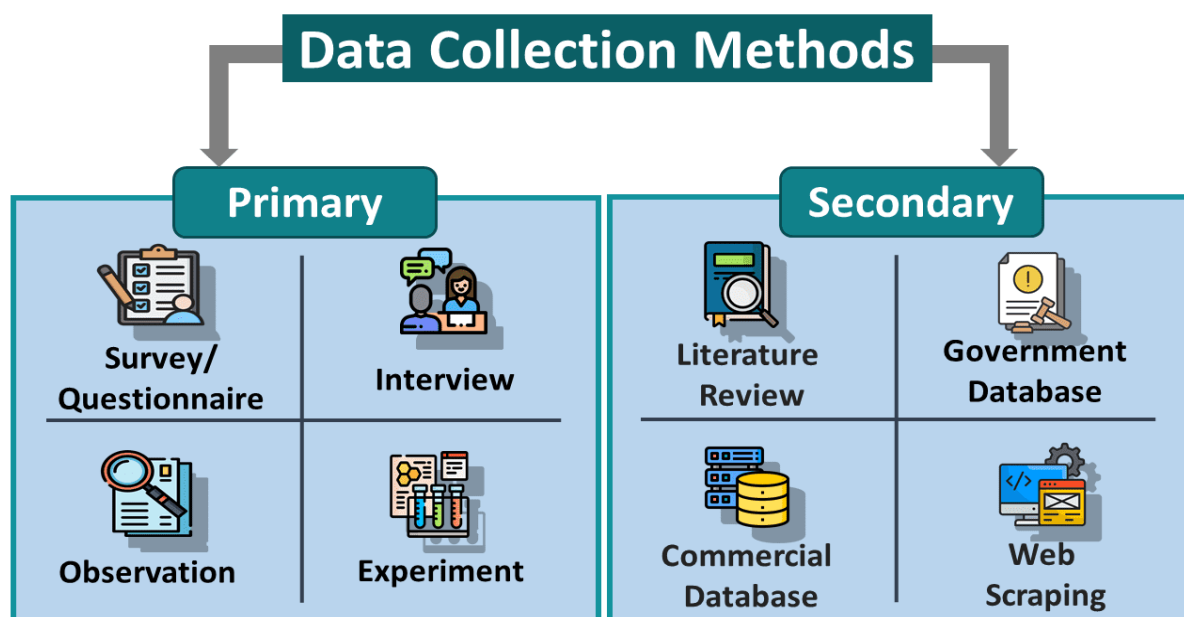 Data Collection Methods
Primary
Survey/
Questionnaire
Interview
Observation
Experiment
Secondary
Literature
Review
Government
Database
Commercial
Database
Web
Scraping